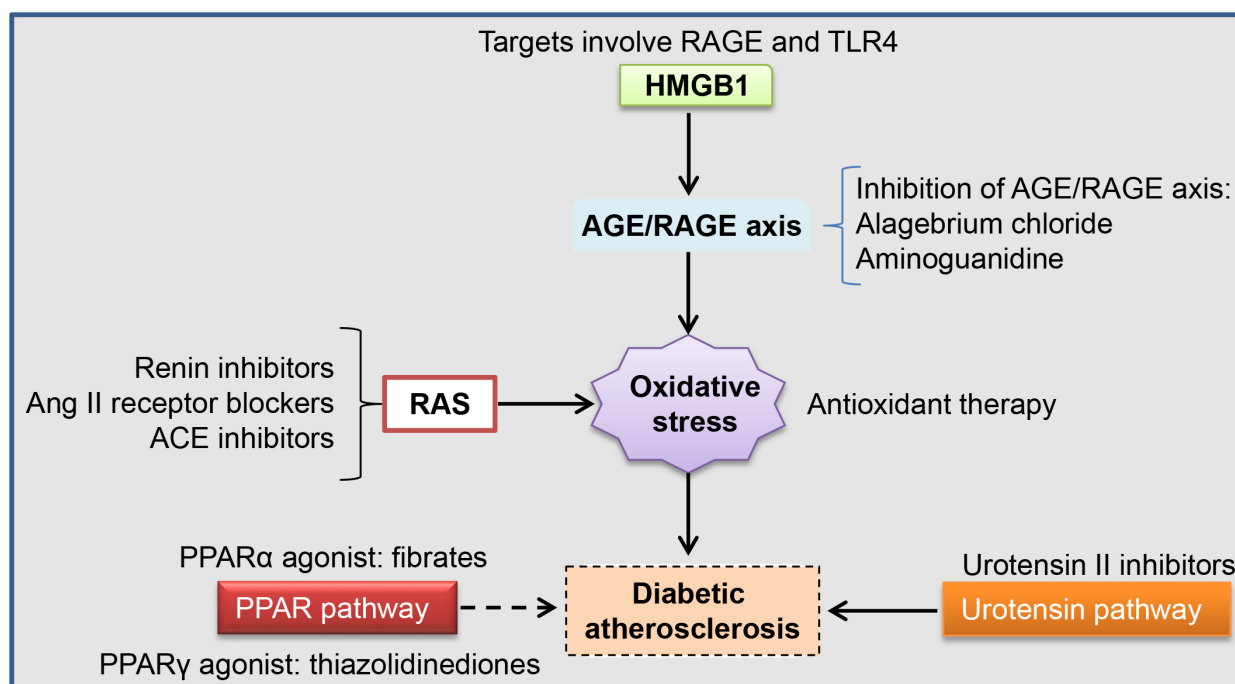 Targets involve RAGE and TLR4
HMGB1
AGE/RAGE axis
Inhibition of AGE/RAGE axis:
Alagebrium chloride
Aminoguanidine
Renin inhibitors
Ang II receptor blockers
ACE inhibitors
RAS
Oxidative
stress
Antioxidant therapy
PPARα agonist: fibrates
PPAR pathway
PPARγ agonist: thiazolidinediones
Diabetic
atherosclerosis
Urotensin II inhibitors
Urotensin pathway